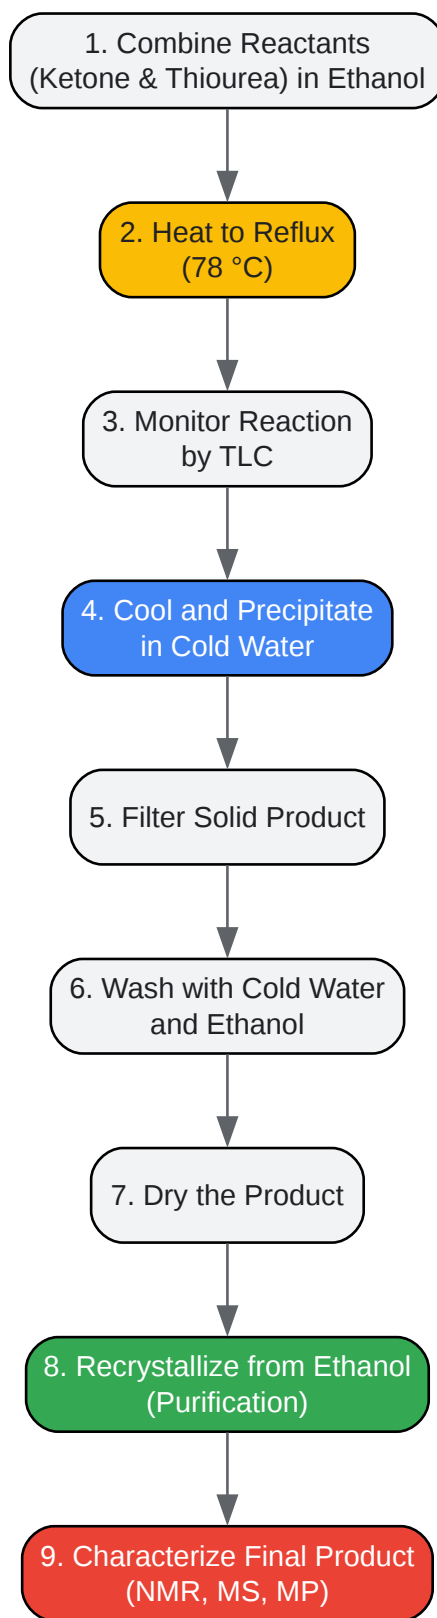 1. Combine Reactants
(Ketone & Thiourea) in Ethanol
2. Heat to Reflux
(78 °C)
3. Monitor Reaction
by TLC
4. Cool and Precipitate
in Cold Water
5. Filter Solid Product
6. Wash with Cold Water
and Ethanol
7. Dry the Product
8. Recrystallize from Ethanol
(Purification)
9. Characterize Final Product
(NMR, MS, MP)